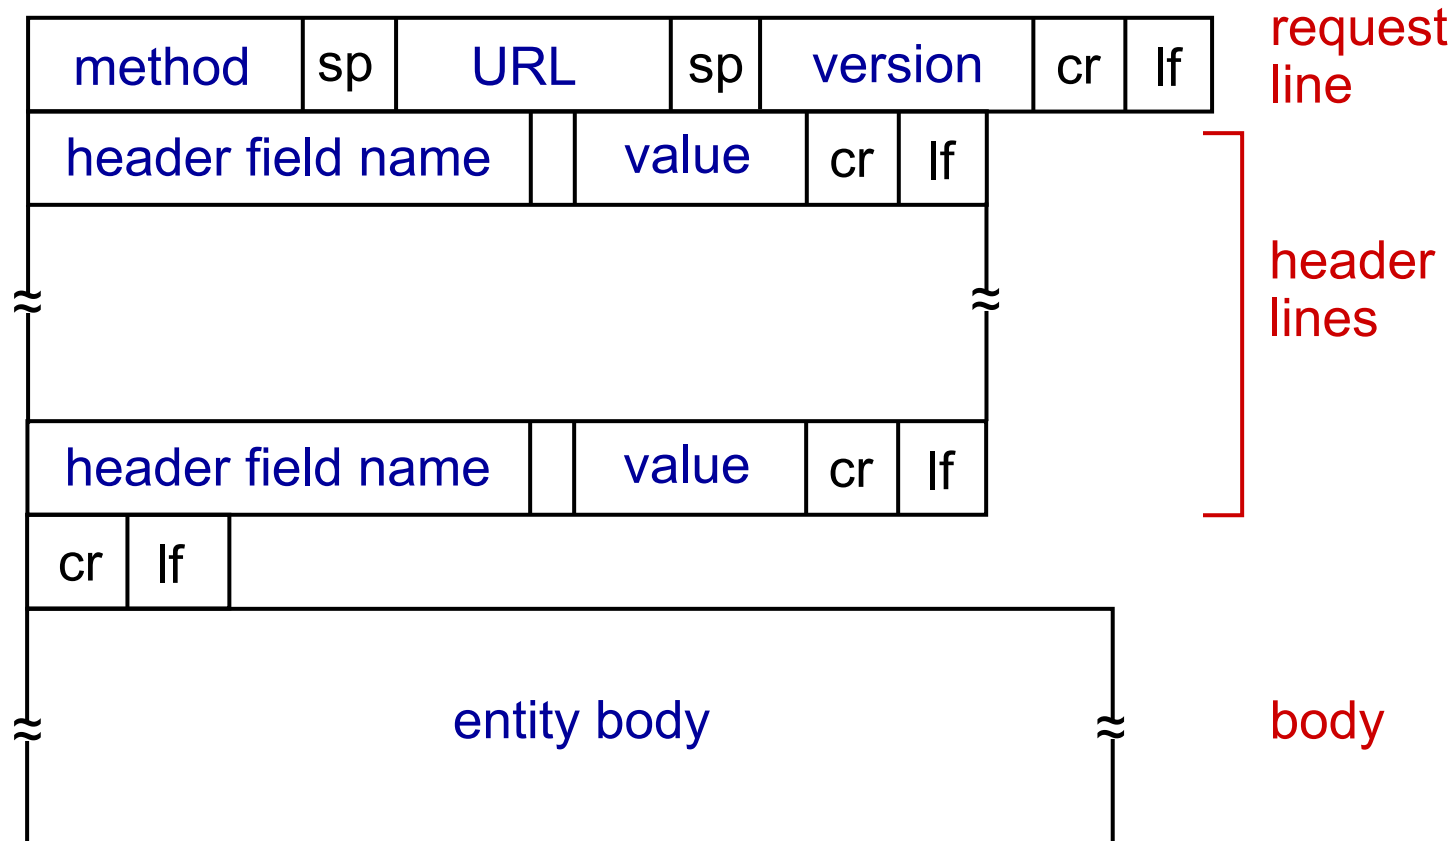 method sp URL sp version cr lf request line
header field name value cr lf
header lines
header field name value cr lf
cr lf
entity body body